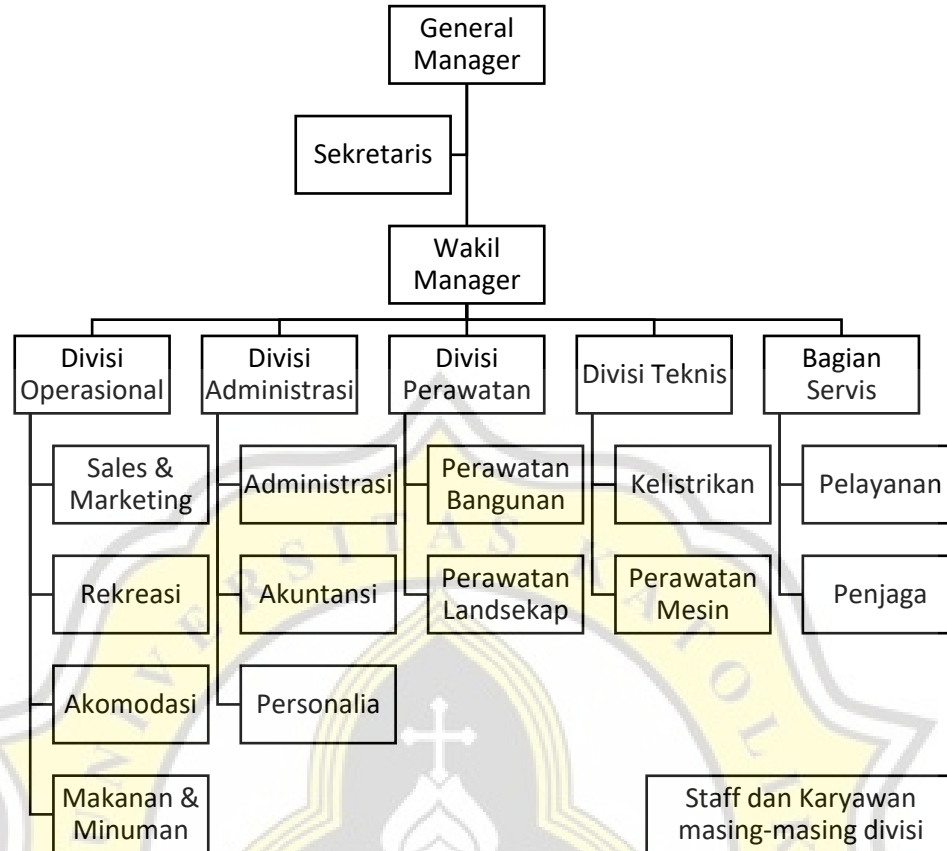 General
Manager
Sekretaris
Wakil
Manager
Divisi
Operasional
Divisi
Administrasi
Divisi
Perawatan
Divisi Teknis
Bagian
Servis
Sales &
Marketing
Administrasi
Perawatan
Bangunan
Kelistrikan
Pelayanan
Rekreasi
Akuntansi
Perawatan
Landsekap
Perawatan
Mesin
Penjaga
Akomodasi
Personalia
Makanan &
Minuman
Staff dan Karyawan
masing-masing divisi
UNIVERSITAS KATOLIK